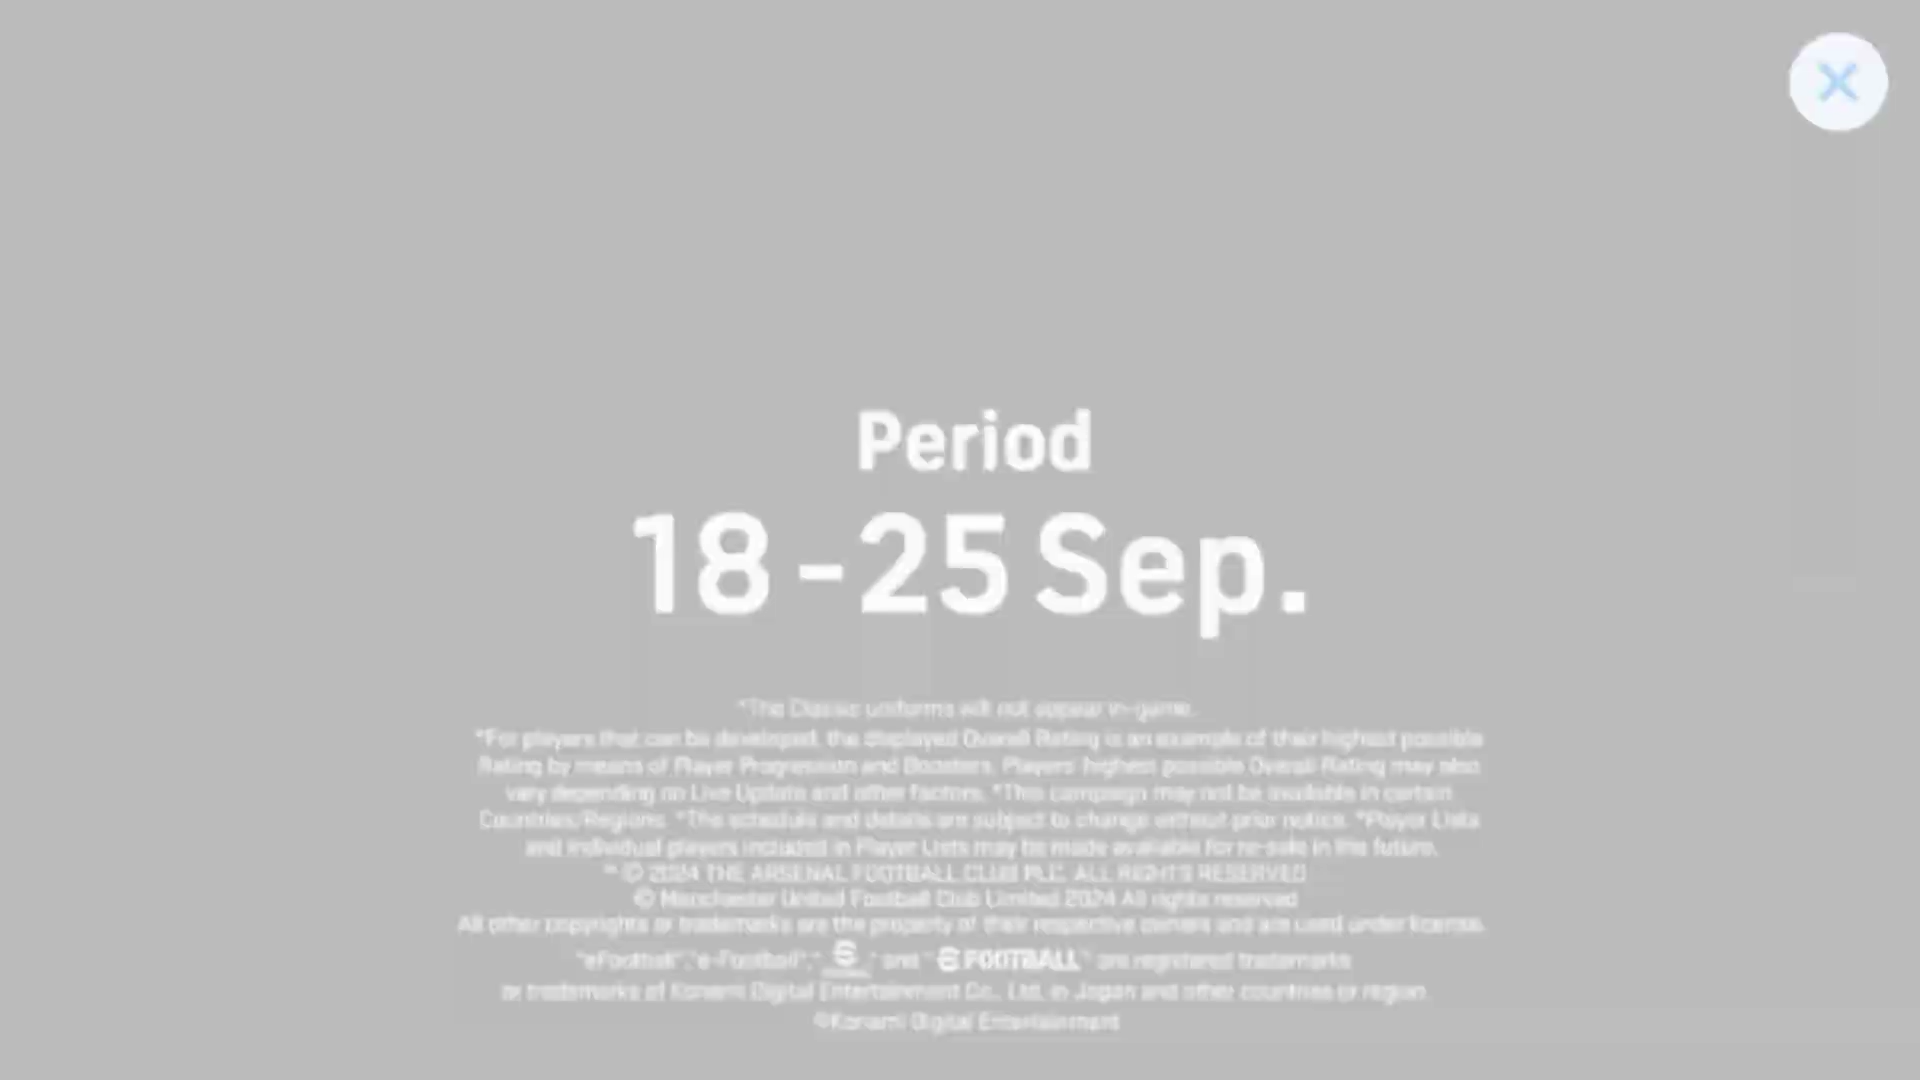 Period
18-25 Sep.
*The Classic uniforms will not appear in-game.
*For players that can be developed, the displayed Overall Rating is an example of their highest possible
Rating by means of Player Progression and Boosters. Players' highest possible Overall Rating may also
vary depending on Live Update and other factors. *This campaign may not be available in certain
Countries/Regions. *The schedule and details are subject to change without prior notice. *Player Lists
and individual players included in Player Lists may be made available for re-sale in the future.
™ © 2024 THE ARSENAL FOOTBALL CLUB PLC. ALL RIGHTS RESERVED
© Manchester United Football Club Limited 2024 All rights reserved
All other copyrights or trademarks are the property of their respective owners and are used under license.
"eFootball", "e-Football", " " and "eFOOTBALL" are registered trademarks
or trademarks of Konami Digital Entertainment Co., Ltd. in Japan and other countries or region.
©Konami Digital Entertainment